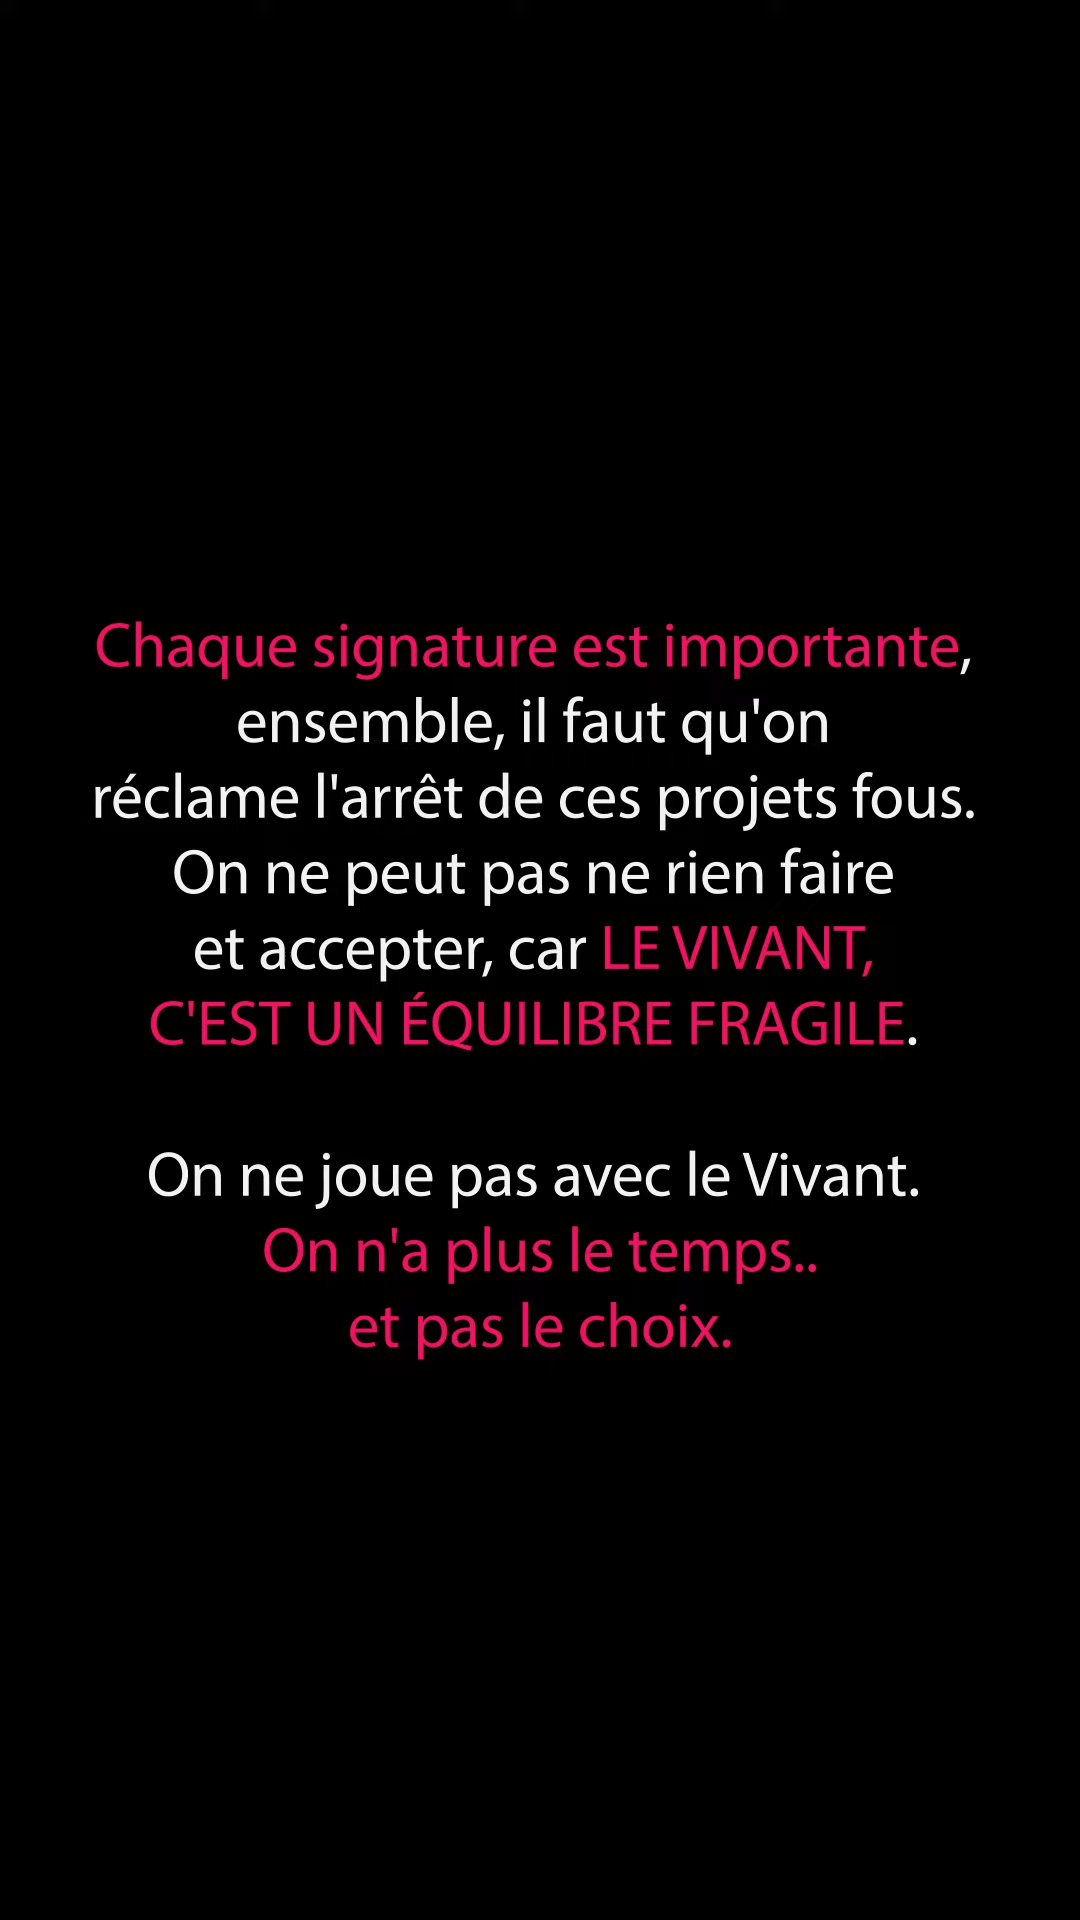 Chaque signature est importante,
ensemble, il faut qu'on
réclame l'arrêt de ces projets fous.
On ne peut pas ne rien faire
et accepter, car LE VIVANT,
C'EST UN ÉQUILIBRE FRAGILE.
On ne joue pas avec le Vivant.
On n'a plus le temps..
et pas le choix.